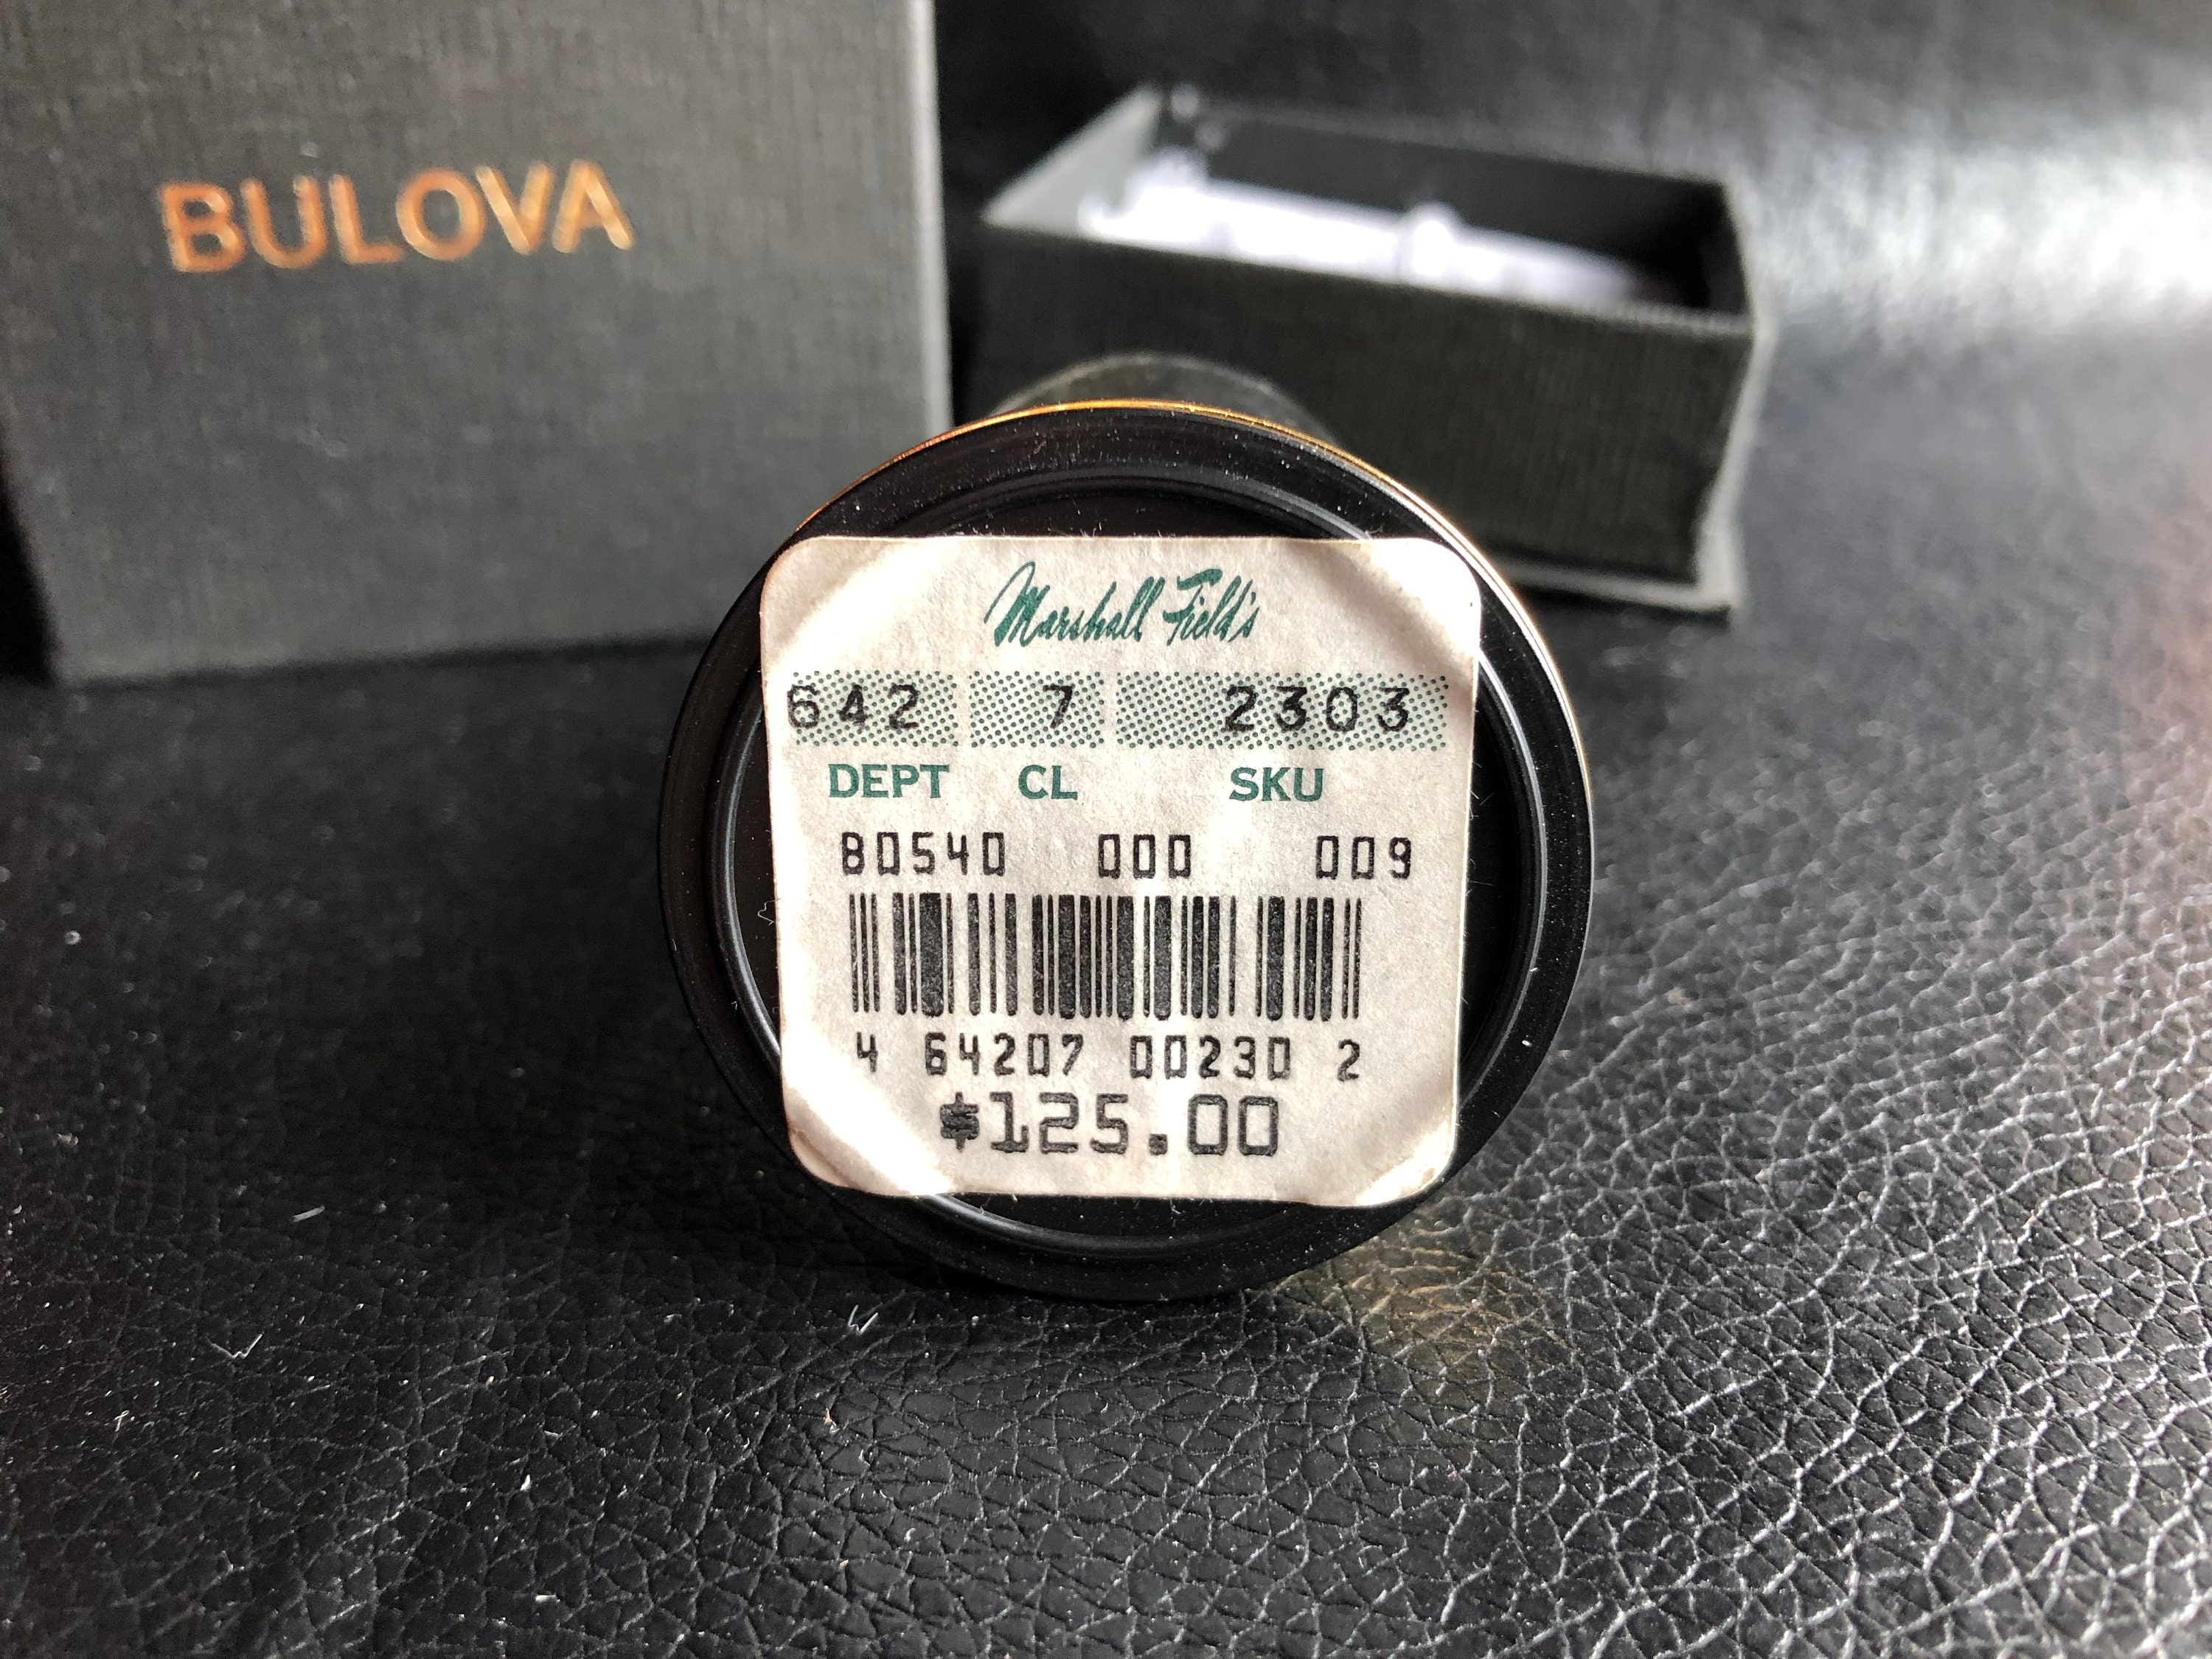 BULOVA
Marshall Field's
642 7 2303
DEPT CL SKU
80540 000 009
4 64207 00230 2
$125.00